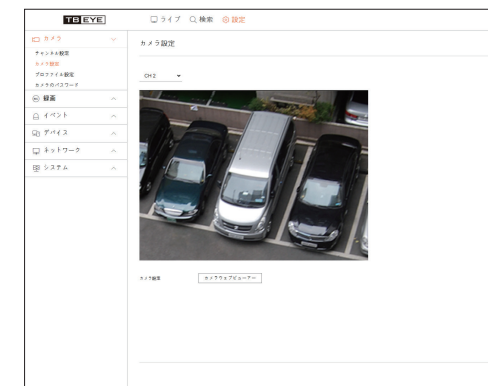 TB EYE
ライブ 検索 設定
カメラ
チャンネル設定
カメラ設定
プロファイル設定
カメラのパスワード
録画
イベント
デバイス
ネットワーク
システム
カメラ設定
CH 2
カメラ設定 カメラウェブビューアー